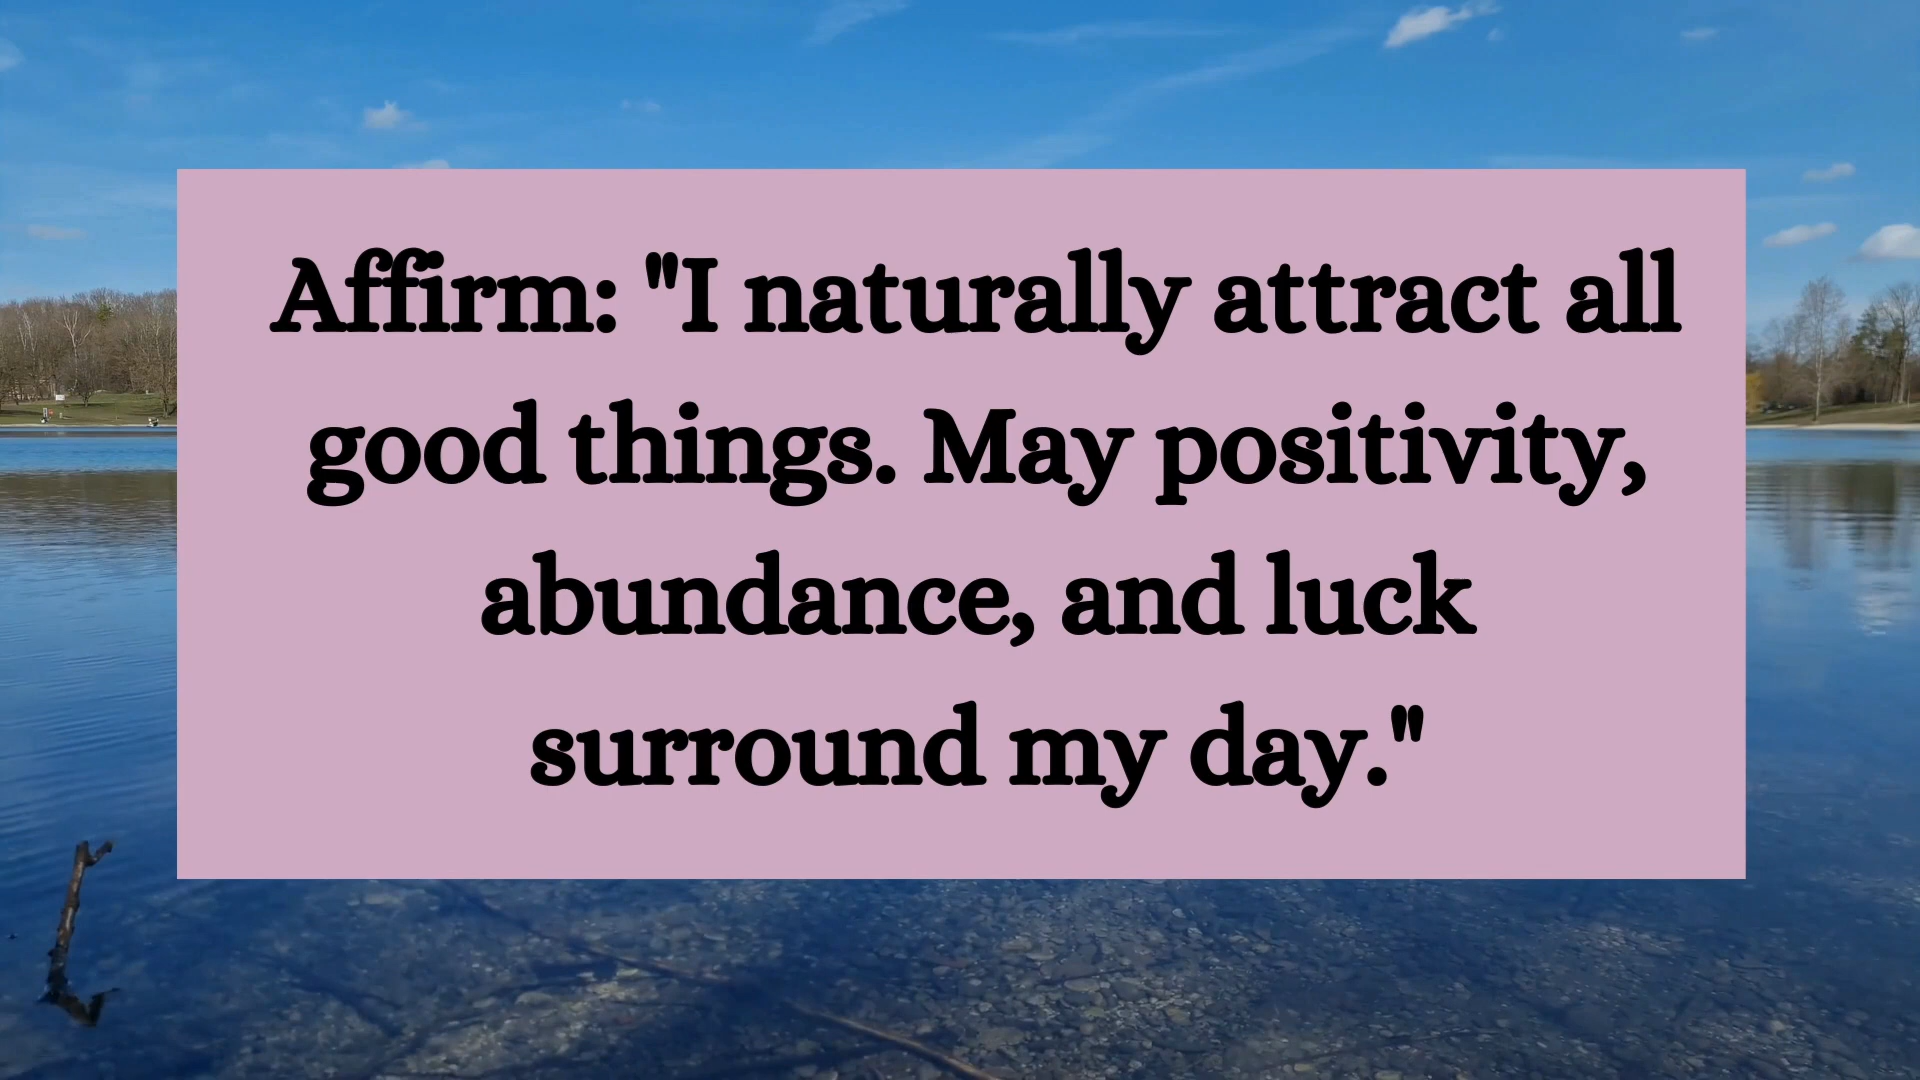 Affirm: "I naturally attract all
good things. May positivity,
abundance, and luck
surround my day."